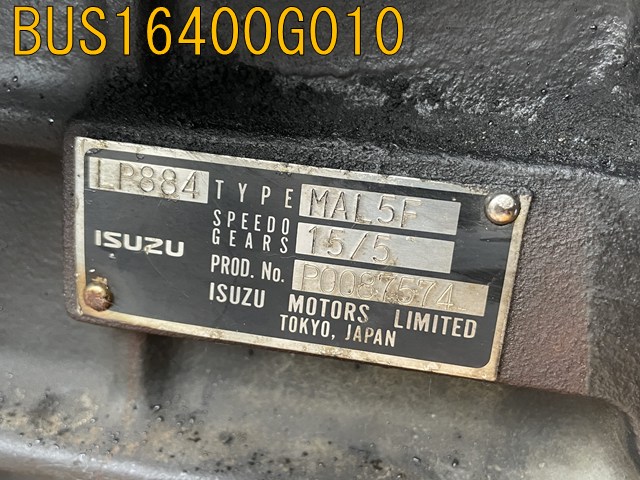 BUS16400G010
LP884 TYPE MAL5F
SPEEDO GEARS 15/5
ISUZU
PROD. No. P0087574
ISUZU MOTORS LIMITED
TOKYO, JAPAN